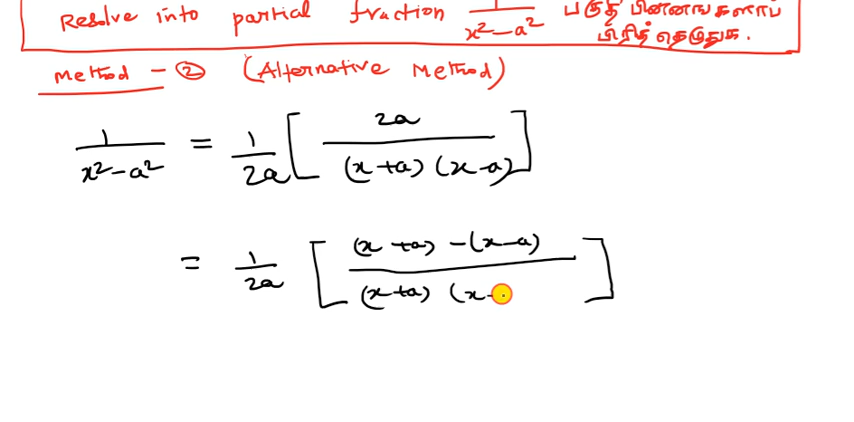 Resolve into partial fraction 1/(x²-a²) பகுதி பின்னங்களாப்
பிரித்தெடுதுக.
Method - ② (Alternative Method)
1/(x²-a²) = 1/2a [ 2a/((x+a)(x-a)) ]
= 1/2a [ ((x+a)-(x-a))/((x+a)(x-